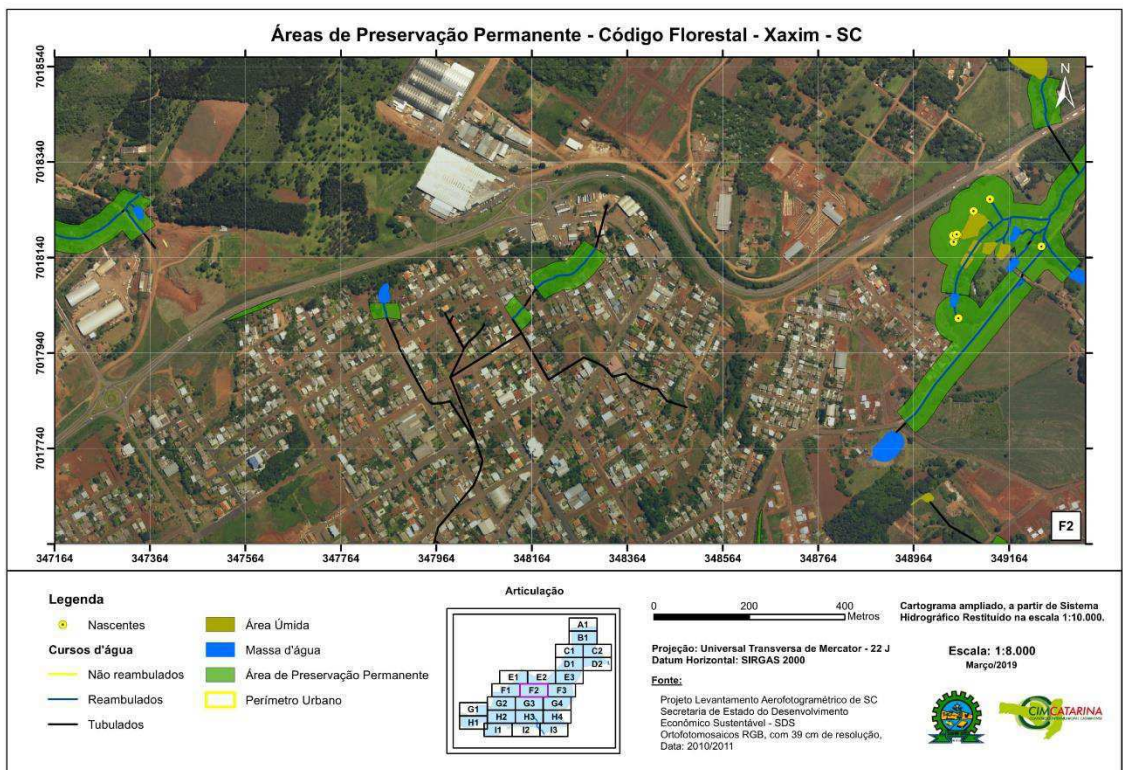 Áreas de Preservação Permanente - Código Florestal - Xaxim - SC
7018540
7018340
7018140
7017940
7017740
N
F2
347164
347364
347564
347764
347964
348164
348364
348564
348764
348964
349164
Legenda
Nascentes
Cursos d'água
Não reambulados
Reambulados
Tubulados
Área Úmida
Massa d'água
Área de Preservação Permanente
Perímetro Urbano
Articulação
A1
B1
C1 C2
D1 D2
E1 E2 E3
F1 F2 F3
G2 G3 G4
G1
H2 H3 H4
H1
I1 I2 I3
0 200 400
Metros
Projeção: Universal Transversa de Mercator - 22 J
Datum Horizontal: SIRGAS 2000
Fonte:
Projeto Levantamento Aerofotogramétrico de SC
Secretaria de Estado do Desenvolvimento
Econômico Sustentável - SDS
Ortofotomosaicos RGB, com 39 cm de resolução,
Data: 2010/2011
Cartograma ampliado, a partir de Sistema
Hidrográfico Restituído na escala 1:10.000.
Escala: 1:8.000
Março/2019
CIMCATARINA